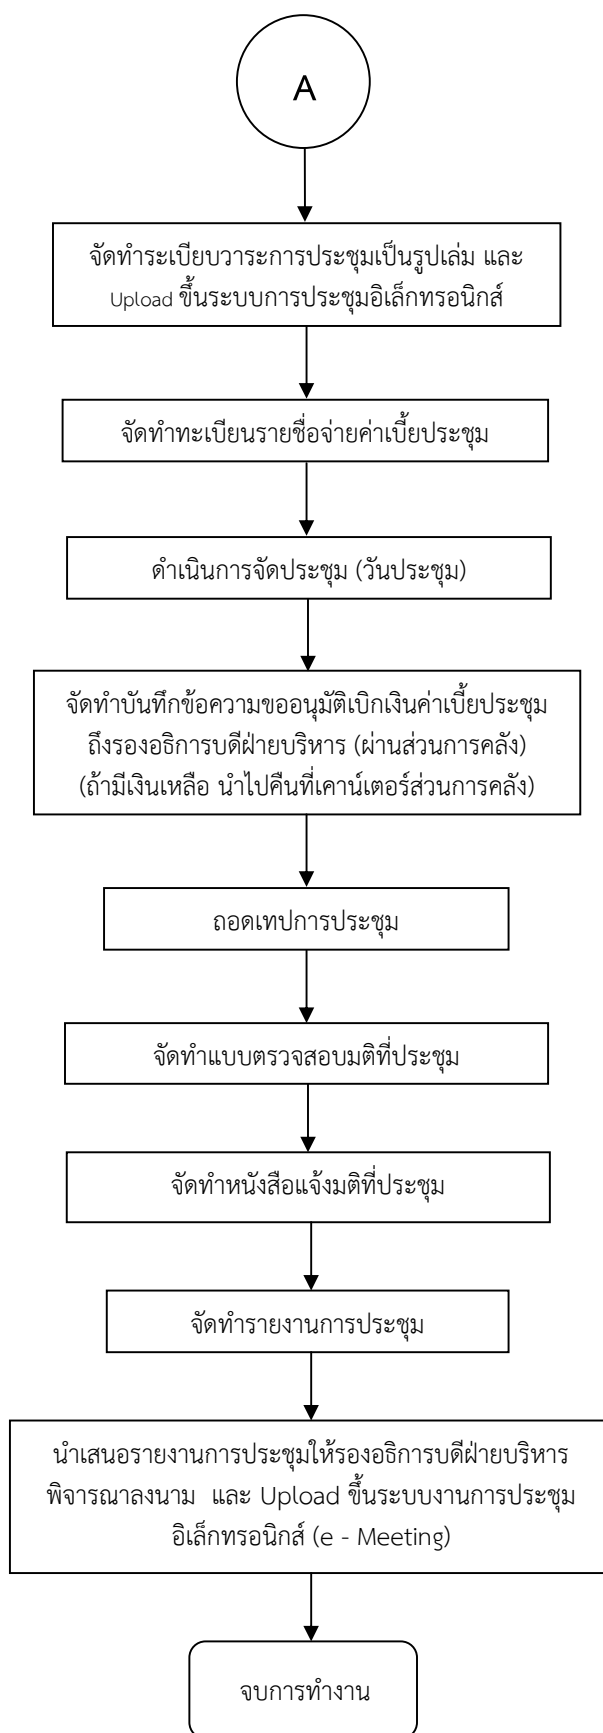 A
จัดทำระเบียบวาระการประชุมเป็นรูปเล่ม และ
Upload ขึ้นระบบการประชุมอิเล็กทรอนิกส์
จัดทำทะเบียนรายชื่อจ่ายค่าเบี้ยประชุม
ดำเนินการจัดประชุม (วันประชุม)
จัดทำบันทึกข้อความขออนุมัติเบิกเงินค่าเบี้ยประชุม
ถึงรองอธิการบดีฝ่ายบริหาร (ผ่านส่วนการคลัง)
(ถ้ามีเงินเหลือ นำไปคืนที่เคาน์เตอร์ส่วนการคลัง)
ถอดเทปการประชุม
จัดทำแบบตรวจสอบมติที่ประชุม
จัดทำหนังสือแจ้งมติที่ประชุม
จัดทำรายงานการประชุม
นำเสนอรายงานการประชุมให้รองอธิการบดีฝ่ายบริหาร
พิจารณาลงนาม และ Upload ขึ้นระบบงานการประชุม
อิเล็กทรอนิกส์ (e - Meeting)
จบการทำงาน